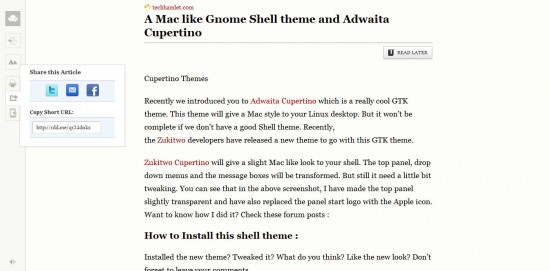 techhamlet.com
A Mac like Gnome Shell theme and Adwaita
Cupertino
READ LATER
Aa
Share this Article
Copy Short URL:
Cupertino Themes
Recently we introduced you to Adwaita Cupertino which is a really cool GTK
theme. This theme will give a Mac style to your Linux desktop. But it won't be
complete if we don't have a good Shell theme. Recently,
the Zukitwo developers have released a new theme to go with this GTK theme.
Zukitwo Cupertino will give a slight Mac like look to your shell. The top panel, drop
down menus and the message boxes will be transformed. But still it need a little bit
tweaking. You can see that in the above screenshot, I have made the top panel
slightly transparent and have also replaced the panel start logo with the Apple icon.
Want to know how I did it? Check these forum posts :
How to Install this shell theme :
Installed the new theme? Tweaked it? What do you think? Like the new look? Don't
forget to leave your comments.